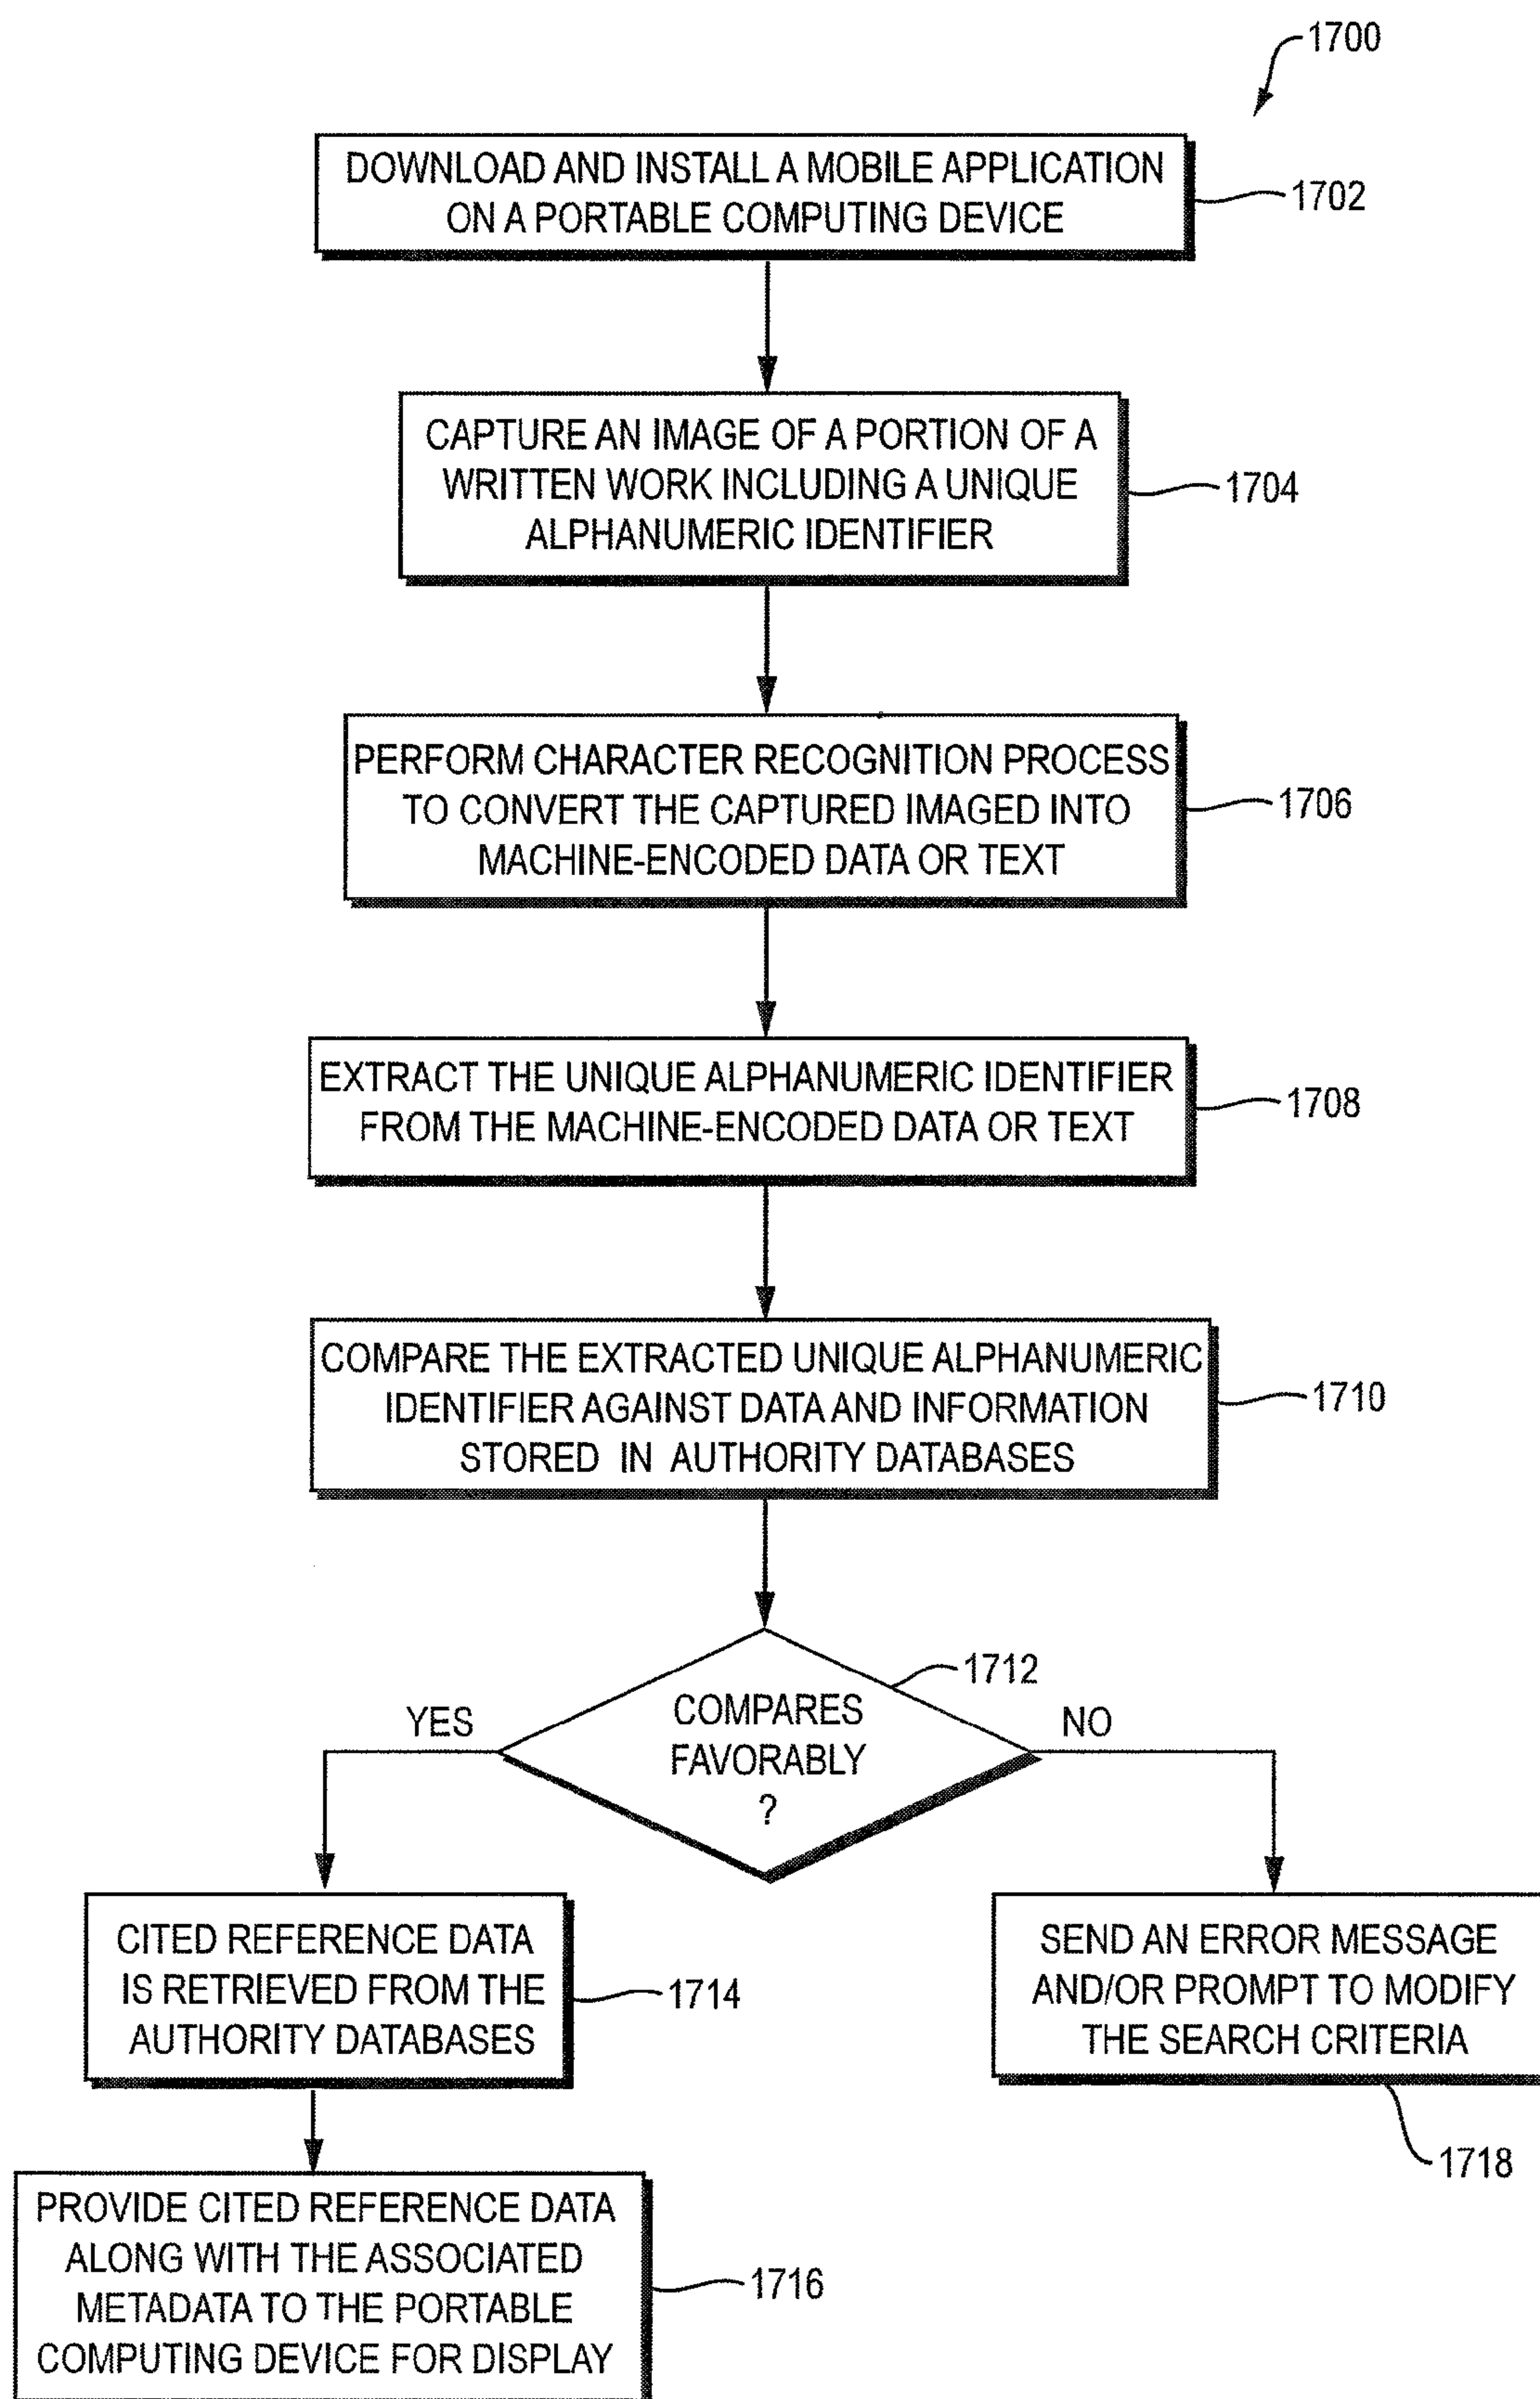 1700
DOWNLOAD AND INSTALL A MOBILE APPLICATION
ON A PORTABLE COMPUTING DEVICE
1702
CAPTURE AN IMAGE OF A PORTION OF A
WRITTEN WORK INCLUDING A UNIQUE
ALPHANUMERIC IDENTIFIER
1704
PERFORM CHARACTER RECOGNITION PROCESS
TO CONVERT THE CAPTURED IMAGED INTO
MACHINE-ENCODED DATA OR TEXT
1706
EXTRACT THE UNIQUE ALPHANUMERIC IDENTIFIER
FROM THE MACHINE-ENCODED DATA OR TEXT
1708
COMPARE THE EXTRACTED UNIQUE ALPHANUMERIC
IDENTIFIER AGAINST DATA AND INFORMATION
STORED IN AUTHORITY DATABASES
1710
1712
COMPARES
FAVORABLY
?
YES
NO
CITED REFERENCE DATA
IS RETRIEVED FROM THE
AUTHORITY DATABASES
1714
SEND AN ERROR MESSAGE
AND/OR PROMPT TO MODIFY
THE SEARCH CRITERIA
1718
PROVIDE CITED REFERENCE DATA
ALONG WITH THE ASSOCIATED
METADATA TO THE PORTABLE
COMPUTING DEVICE FOR DISPLAY
1716